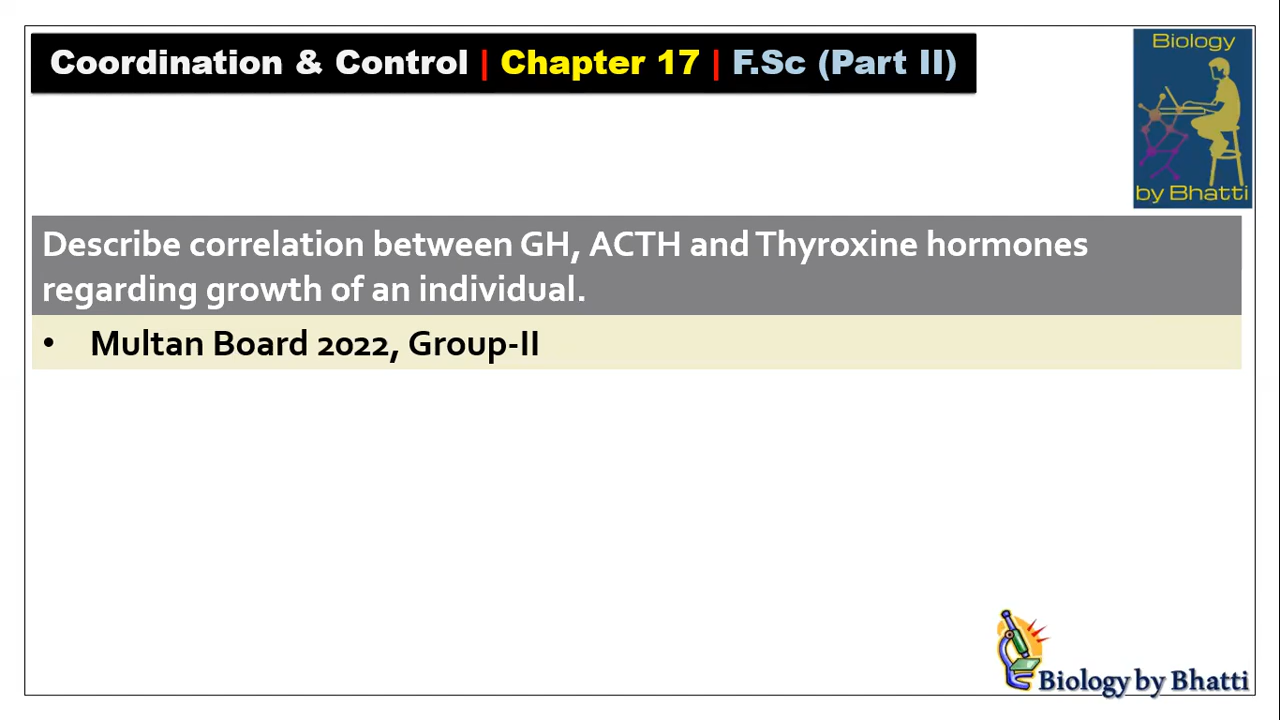 Coordination & Control | Chapter 17 | F.Sc (Part II)
Biology
by Bhatti
Describe correlation between GH, ACTH and Thyroxine hormones
regarding growth of an individual.
• Multan Board 2022, Group-II
Biology by Bhatti